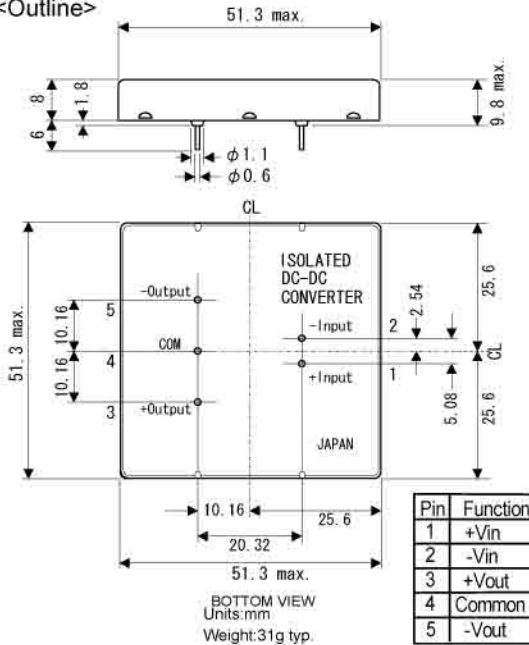 <Outline>
51.3 max.
8
1.8
6
9.8 max.
φ1.1
φ0.6
CL
ISOLATED
DC-DC
CONVERTER
-Output
5
COM
4
+Output
3
-Input
2
+Input
1
JAPAN
51.3 max.
10.16
10.16
2.54
5.08
25.6
CL
25.6
10.16
25.6
20.32
51.3 max.
BOTTOM VIEW
Units:mm
Weight:31g typ.
Pin Function
1 +Vin
2 -Vin
3 +Vout
4 Common
5 -Vout